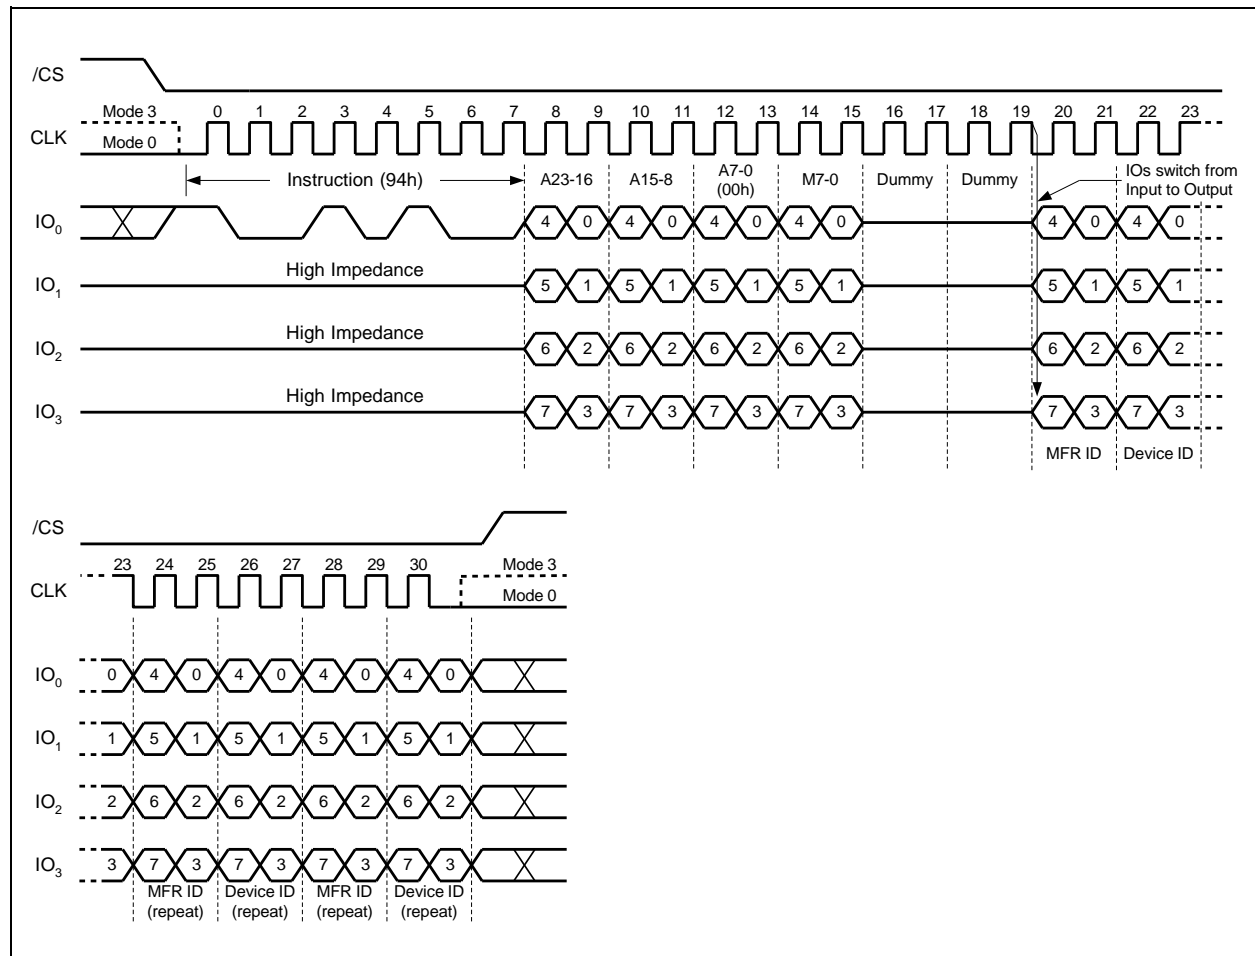 /CS
Mode 3 0 1 2 3 4 5 6 7 8 9 10 11 12 13 14 15 16 17 18 19 20 21 22 23
CLK
Mode 0
Instruction (94h) A23-16 A15-8 A7-0 (00h) M7-0 Dummy Dummy IOs switch from Input to Output
IO0 4 0 4 0 4 0 4 0 4 0 4 0
High Impedance
IO1 5 1 5 1 5 1 5 1 5 1 5 1
High Impedance
IO2 6 2 6 2 6 2 6 2 6 2 6 2
High Impedance
IO3 7 3 7 3 7 3 7 3 7 3 7 3
MFR ID Device ID
/CS
23 24 25 26 27 28 29 30 Mode 3
CLK
Mode 0
IO0 0 4 0 4 0 4 0 4 0
IO1 1 5 1 5 1 5 1 5 1
IO2 2 6 2 6 2 6 2 6 2
IO3 3 7 3 7 3 7 3 7 3
MFR ID Device ID MFR ID Device ID
(repeat) (repeat) (repeat) (repeat)